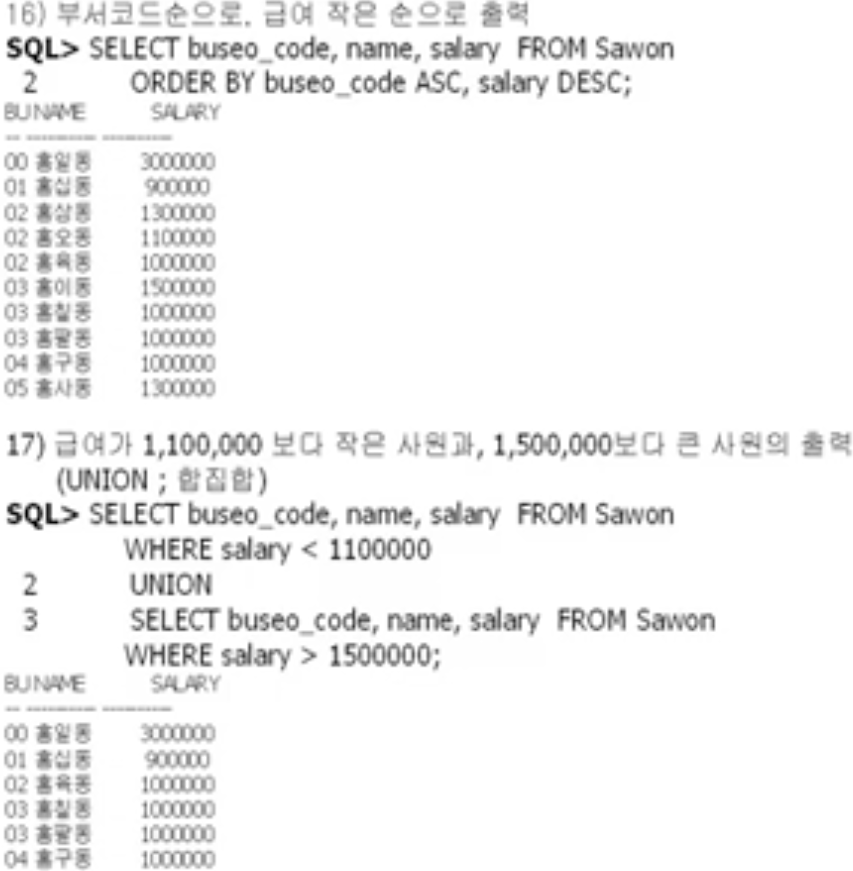 16) 부서코드순으로, 급여 작은 순으로 출력
SQL> SELECT buseo_code, name, salary FROM Sawon
2 ORDER BY buseo_code ASC, salary DESC;
BU NAME SALARY
-- ---------- ----------
00 홍일동 3000000
01 홍십동 900000
02 홍삼동 1300000
02 홍오동 1100000
02 홍육동 1000000
03 홍이동 1500000
03 홍칠동 1000000
03 홍팔동 1000000
04 홍구동 1000000
05 홍사동 1300000
17) 급여가 1,100,000 보다 작은 사원과, 1,500,000보다 큰 사원의 출력
(UNION ; 합집합)
SQL> SELECT buseo_code, name, salary FROM Sawon
WHERE salary < 1100000
2 UNION
3 SELECT buseo_code, name, salary FROM Sawon
WHERE salary > 1500000;
BU NAME SALARY
-- ---------- ----------
00 홍일동 3000000
01 홍십동 900000
02 홍육동 1000000
03 홍칠동 1000000
03 홍팔동 1000000
04 홍구동 1000000